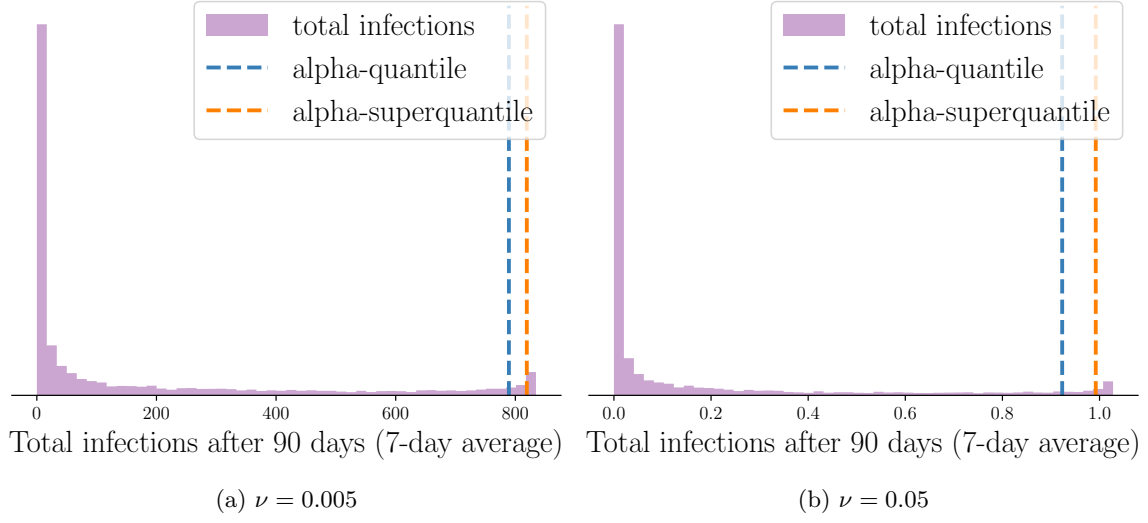 total infections
alpha-quantile
alpha-superquantile
0 200 400 600 800
Total infections after 90 days (7-day average)
(a) ν = 0.005
total infections
alpha-quantile
alpha-superquantile
0.0 0.2 0.4 0.6 0.8 1.0
Total infections after 90 days (7-day average)
(b) ν = 0.05